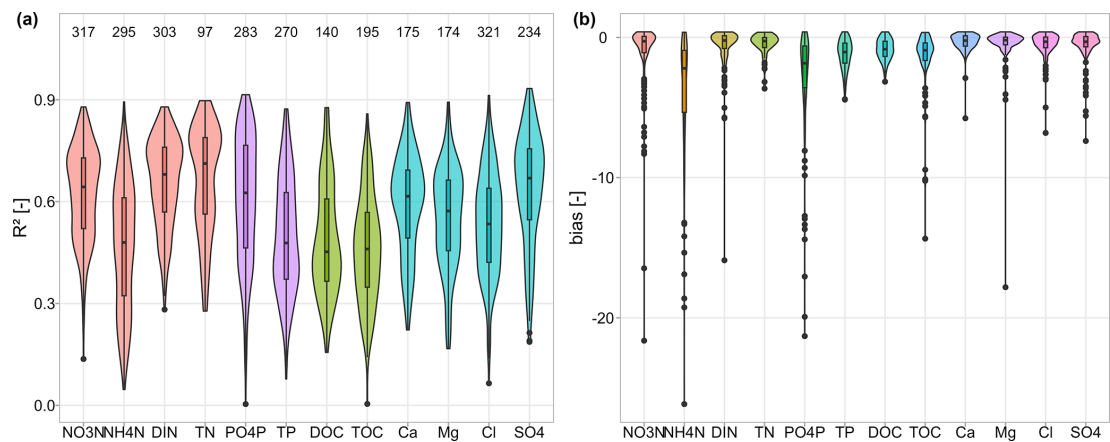 (a)
317 295 303 97 283 270 140 195 175 174 321 234
R² [-]
0.9
0.6
0.3
0.0
NO3N NH4N DIN TN PO4P TP DOC TOC Ca Mg Cl SO4
(b)
bias [-]
0
-10
-20
NO3N NH4N DIN TN PO4P TP DOC TOC Ca Mg Cl SO4